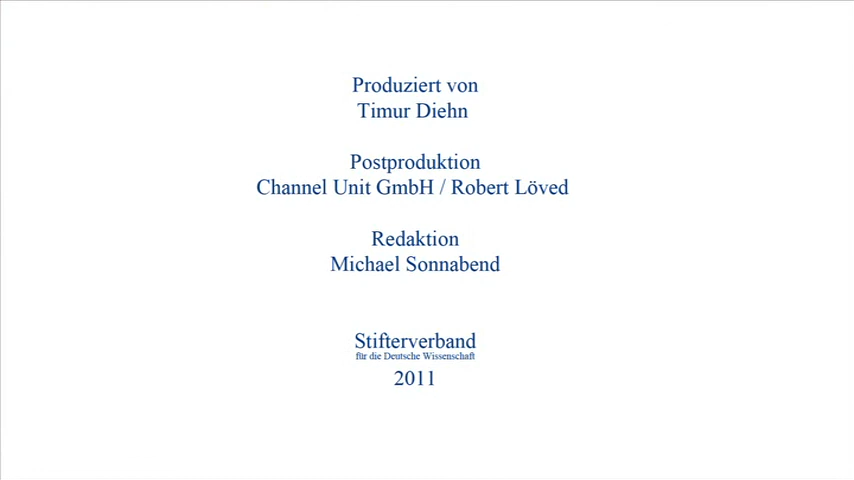 Produziert von
Timur Diehn
Postproduktion
Channel Unit GmbH / Robert Löved
Redaktion
Michael Sonnabend
Stifterverband
für die Deutsche Wissenschaft
2011